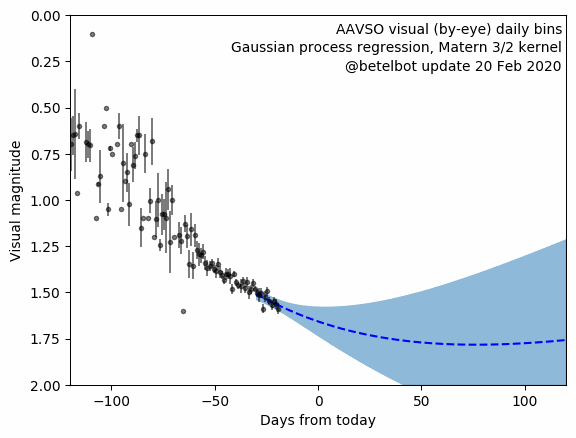 AAVSO visual (by-eye) daily bins
Gaussian process regression, Matern 3/2 kernel
@betelbot update 20 Feb 2020
Visual magnitude
0.00
0.25
0.50
0.75
1.00
1.25
1.50
1.75
2.00
−100
−50
0
50
100
Days from today